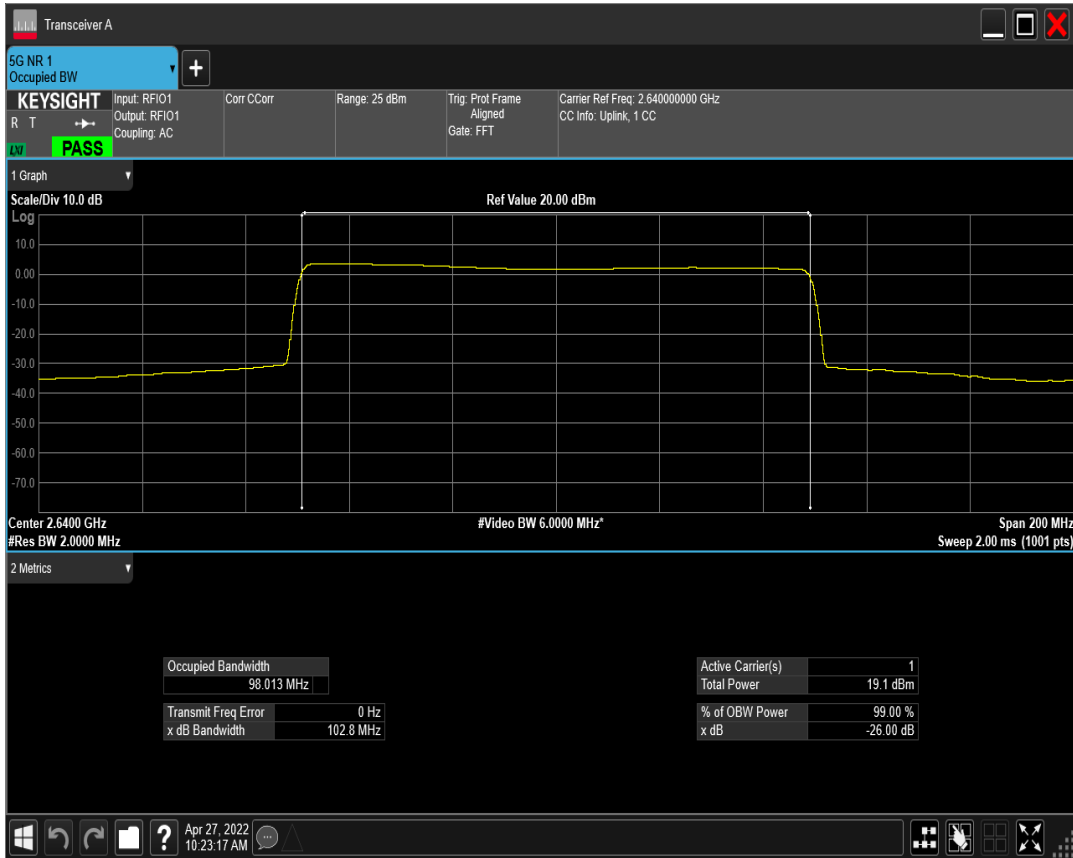 Transceiver A
5G NR 1
Occupied BW
KEYSIGHT
R T
LXI
PASS
Input: RFIO1
Output: RFIO1
Coupling: AC
Corr CCorr
Range: 25 dBm
Trig: Prot Frame
Aligned
Gate: FFT
Carrier Ref Freq: 2.640000000 GHz
CC Info: Uplink, 1 CC
1 Graph
Scale/Div 10.0 dB
Ref Value 20.00 dBm
Log
10.0
0.00
-10.0
-20.0
-30.0
-40.0
-50.0
-60.0
-70.0
Center 2.6400 GHz
#Video BW 6.0000 MHz*
Span 200 MHz
#Res BW 2.0000 MHz
Sweep 2.00 ms (1001 pts)
2 Metrics
Occupied Bandwidth
98.013 MHz
Transmit Freq Error 0 Hz
x dB Bandwidth 102.8 MHz
Active Carrier(s) 1
Total Power 19.1 dBm
% of OBW Power 99.00 %
x dB -26.00 dB
?
Apr 27, 2022
10:23:17 AM